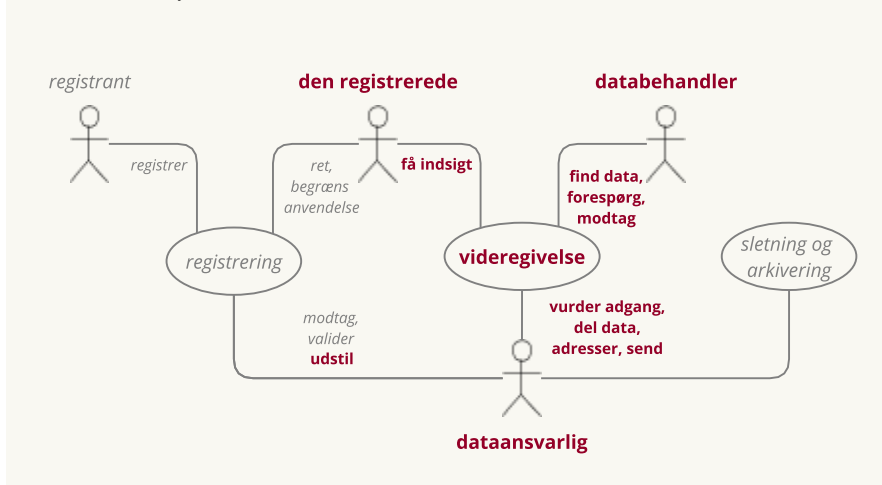 registrant
den registrerede
databehandler
registrer
ret,
begræns
anvendelse
få indsigt
find data,
forespørg,
modtag
registrering
videregivelse
sletning og
arkivering
modtag,
valider
udstil
vurder adgang,
del data,
adresser, send
dataansvarlig